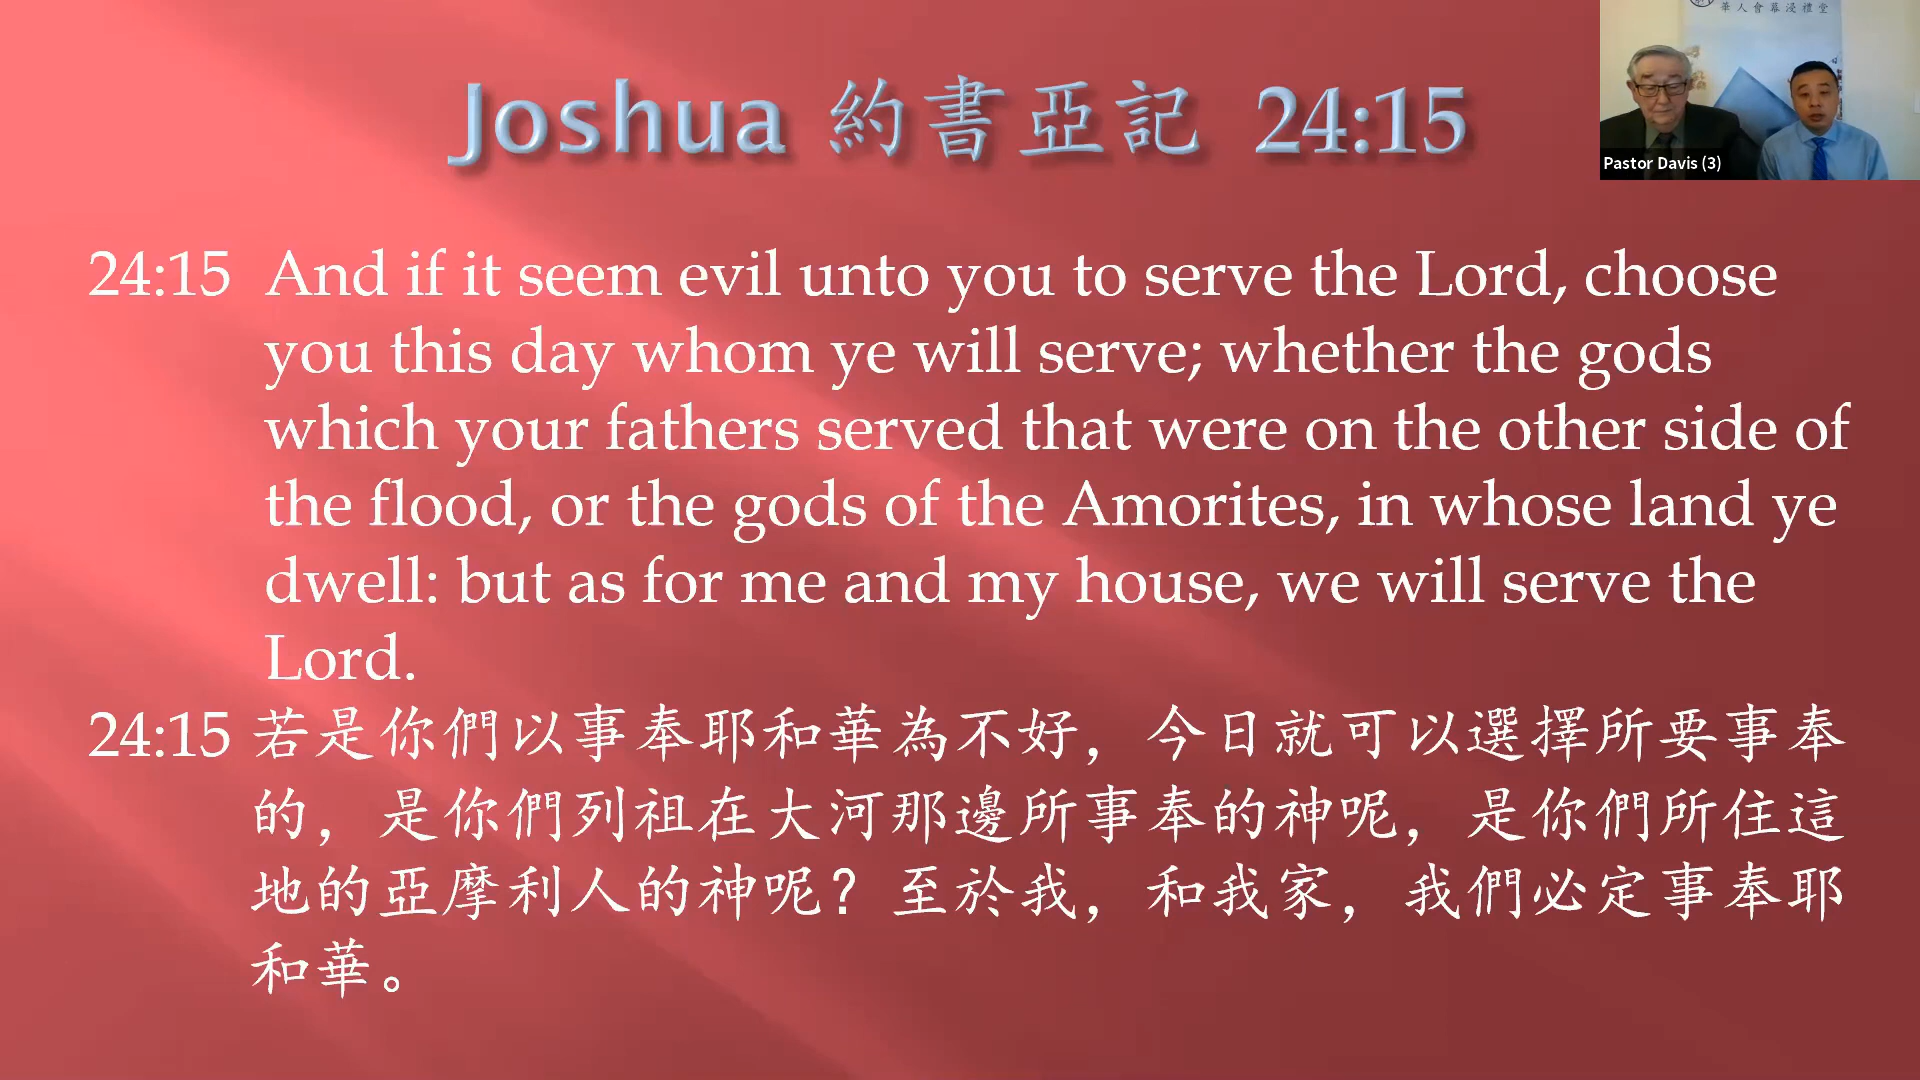 華人會幕浸禮堂
Pastor Davis (3)
Joshua 約書亞記 24:15
24:15 And if it seem evil unto you to serve the Lord, choose
you this day whom ye will serve; whether the gods
which your fathers served that were on the other side of
the flood, or the gods of the Amorites, in whose land ye
dwell: but as for me and my house, we will serve the
Lord.
24:15 若是你們以事奉耶和華為不好，今日就可以選擇所要事奉
的，是你們列祖在大河那邊所事奉的神呢，是你們所住這
地的亞摩利人的神呢？至於我，和我家，我們必定事奉耶
和華。